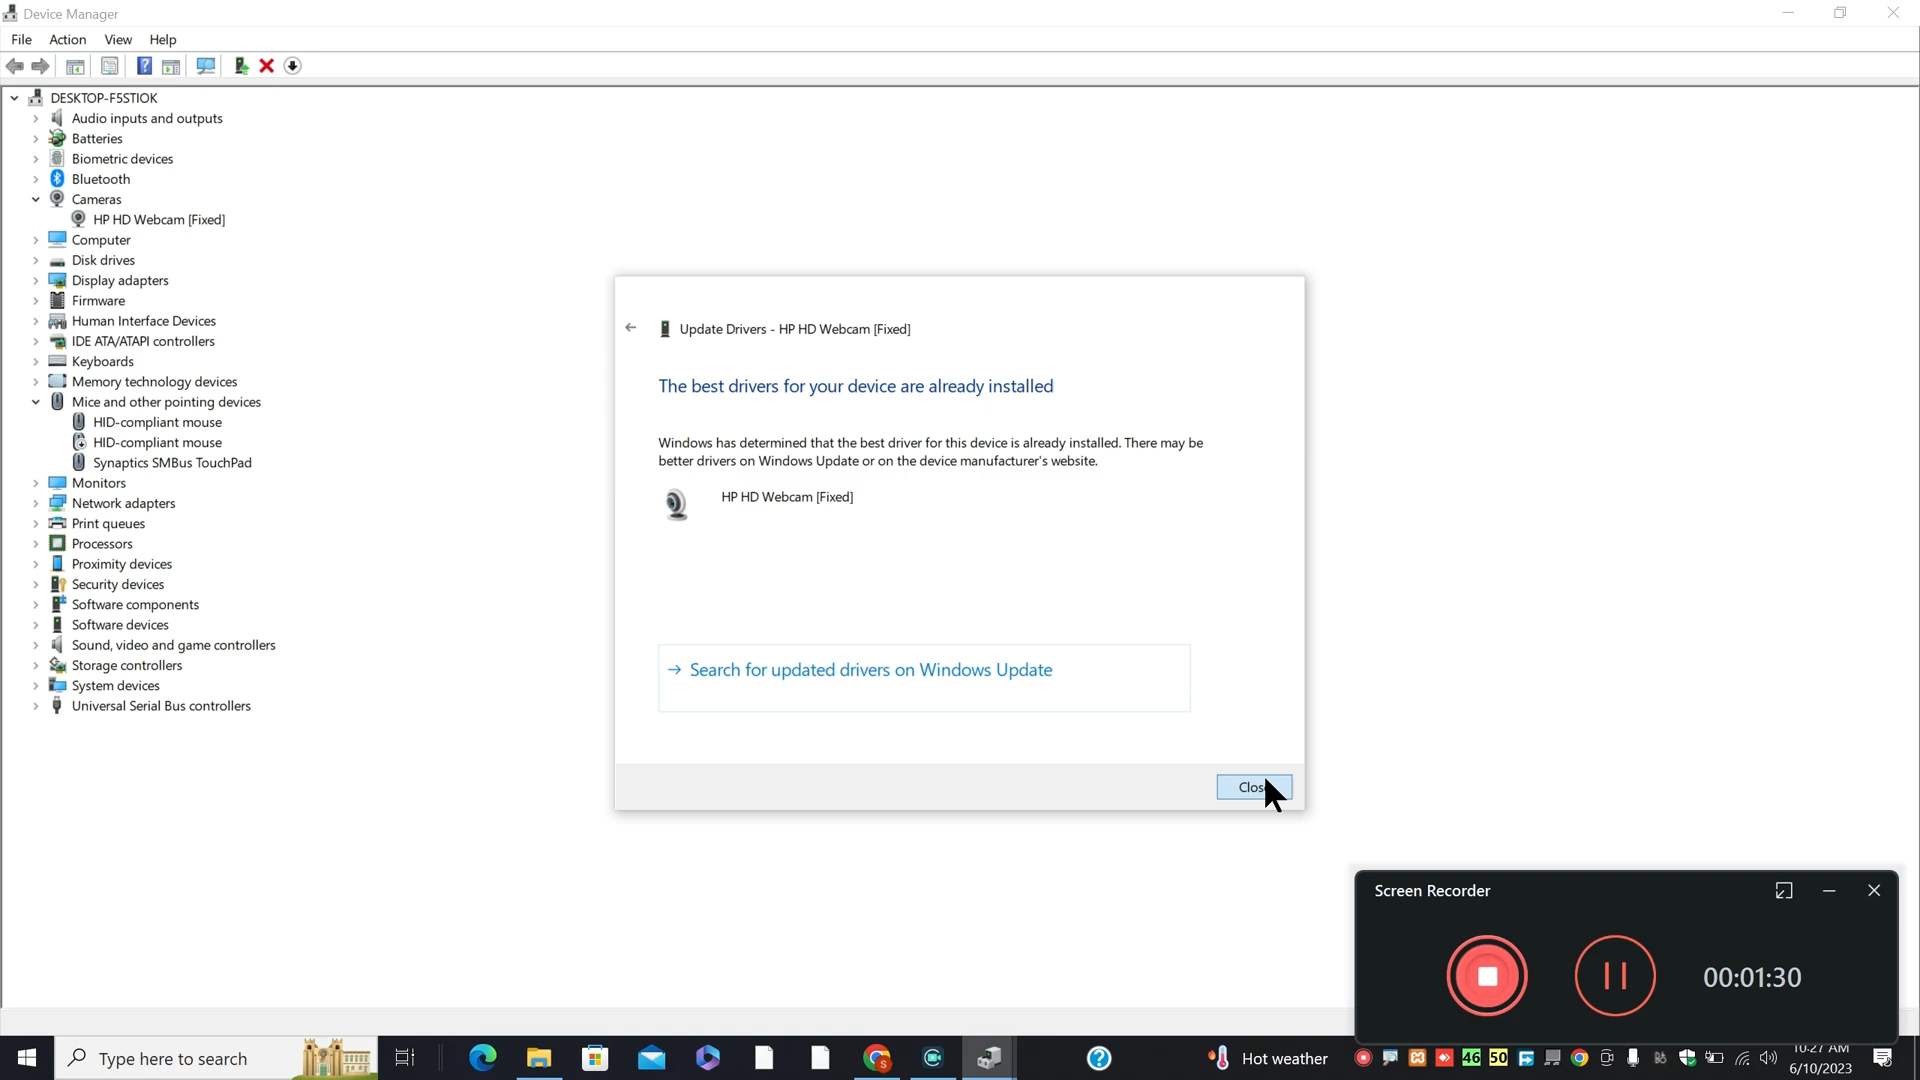 Device Manager
File Action View Help
DESKTOP-F5STIOK
Audio inputs and outputs
Batteries
Biometric devices
Bluetooth
Cameras
HP HD Webcam [Fixed]
Computer
Disk drives
Display adapters
Firmware
Human Interface Devices
IDE ATA/ATAPI controllers
Keyboards
Memory technology devices
Mice and other pointing devices
HID-compliant mouse
HID-compliant mouse
Synaptics SMBus TouchPad
Monitors
Network adapters
Print queues
Processors
Proximity devices
Security devices
Software components
Software devices
Sound, video and game controllers
Storage controllers
System devices
Universal Serial Bus controllers
Update Drivers - HP HD Webcam [Fixed]
The best drivers for your device are already installed
Windows has determined that the best driver for this device is already installed. There may be
better drivers on Windows Update or on the device manufacturer's website.
HP HD Webcam [Fixed]
Search for updated drivers on Windows Update
Close
Screen Recorder
00:01:30
Type here to search
Hot weather
46 50
10:27 AM
6/10/2023